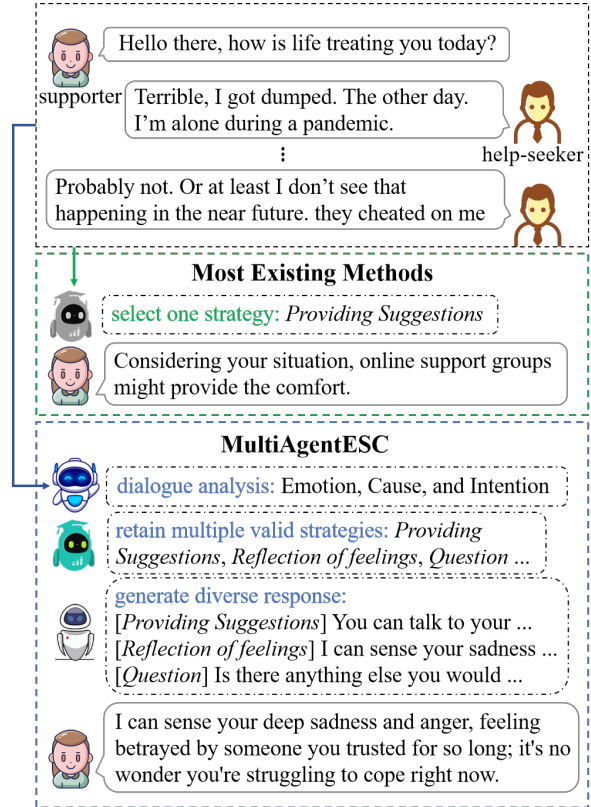 Hello there, how is life treating you today?
supporter
Terrible, I got dumped. The other day.
I'm alone during a pandemic.
help-seeker
Probably not. Or at least I don't see that
happening in the near future. they cheated on me
Most Existing Methods
select one strategy: Providing Suggestions
Considering your situation, online support groups
might provide the comfort.
MultiAgentESC
dialogue analysis: Emotion, Cause, and Intention
retain multiple valid strategies: Providing
Suggestions, Reflection of feelings, Question ...
generate diverse response:
[Providing Suggestions] You can talk to your ...
[Reflection of feelings] I can sense your sadness ...
[Question] Is there anything else you would ...
I can sense your deep sadness and anger, feeling
betrayed by someone you trusted for so long; it's no
wonder you're struggling to cope right now.